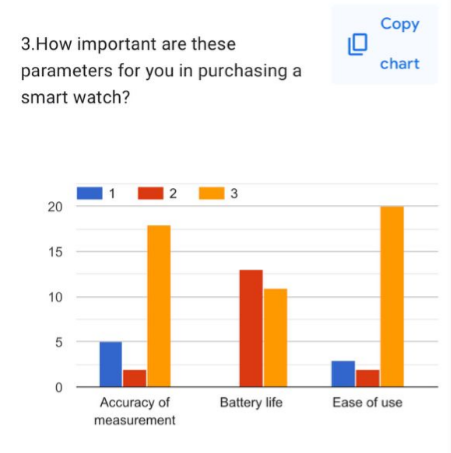 3.How important are these
parameters for you in purchasing a
smart watch?
Copy
chart
1 2 3
20
15
10
5
0
Accuracy of
measurement
Battery life
Ease of use